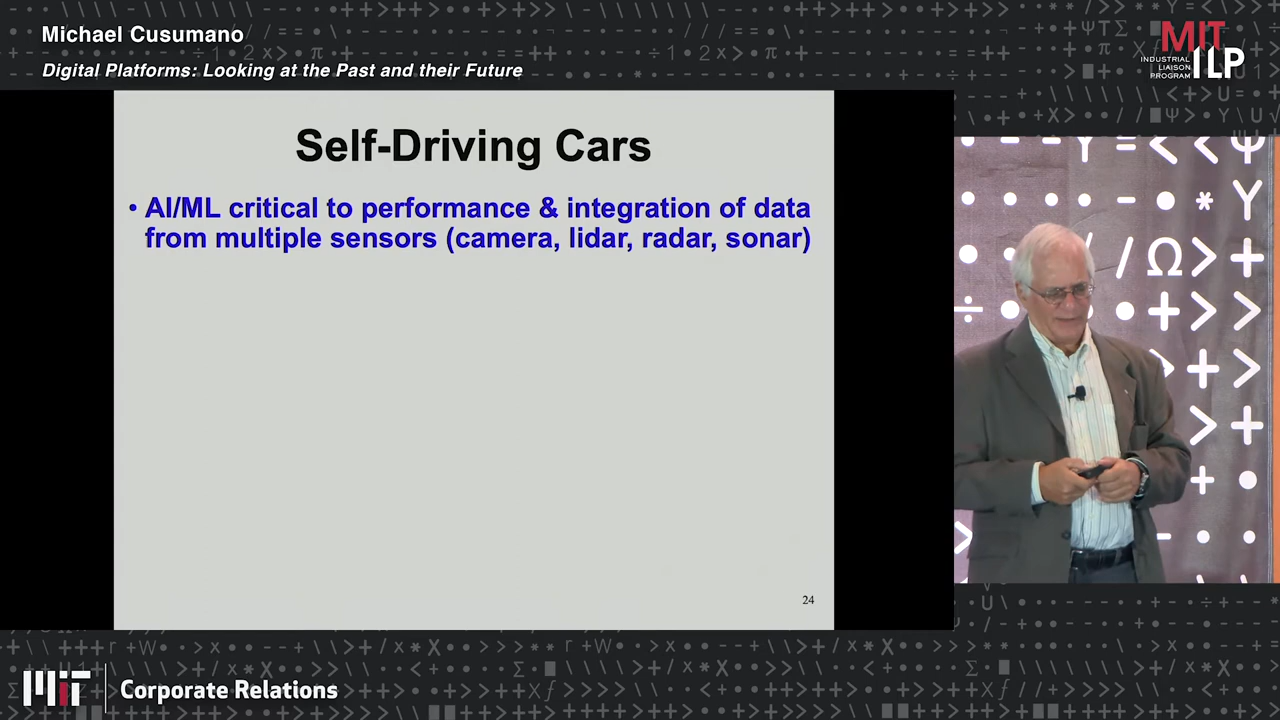 Michael Cusumano
Digital Platforms: Looking at the Past and their Future
MIT
INDUSTRIAL
LIAISON
PROGRAM
ILP
Self-Driving Cars
• AI/ML critical to performance & integration of data
from multiple sensors (camera, lidar, radar, sonar)
24
MIT
Corporate Relations